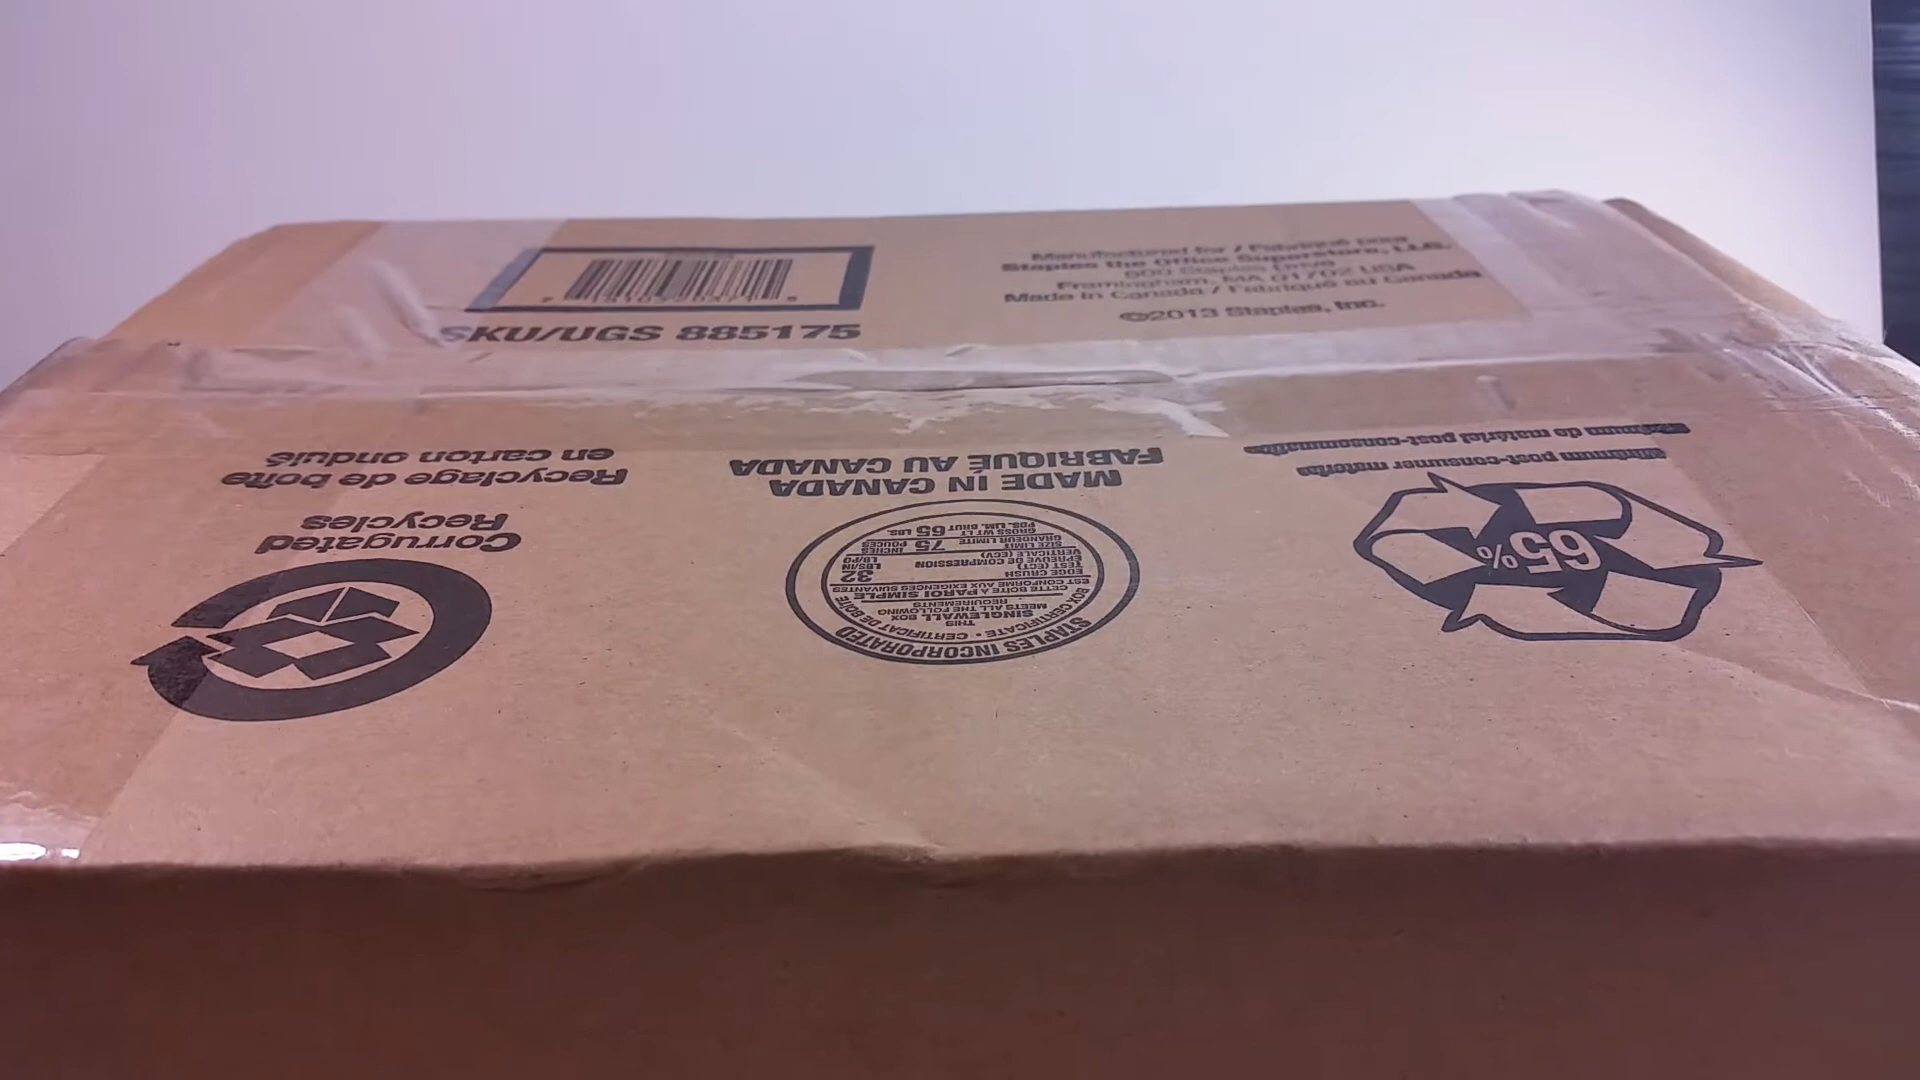 SKU/UGS 885175
Manufactured for / Fabriqué pour
Staples the Office Superstore, LLC.
500 Staples Drive
Framingham, MA 01702 USA
Made in Canada / Fabriqué au Canada
©2013 Staples, Inc.
Corrugated
Recycles
Recyclage de boîte
en carton ondulé
STAPLES INCORPORATED
BOX CERTIFICATE • CERTIFICAT DE BOÎTE
THIS
SINGLEWALL BOX
MEETS ALL THE FOLLOWING
REQUIREMENTS
CETTE BOÎTE À PAROI SIMPLE
EST CONFORME AUX EXIGENCES SUIVANTES
EDGE CRUSH
TEST (ECT) 32 LBS/IN
ÉPREUVE DE COMPRESSION LB/PO
VERTICALE (ECV)
SIZE LIMIT 75 INCHES
GRANDEUR LIMITE POUCES
GROSS WT LT 65 LBS.
PDS. LIM. BRUT
MADE IN CANADA
FABRIQUÉ AU CANADA
65%
Minimum post-consumer material
Minimum de matériel post-consommation